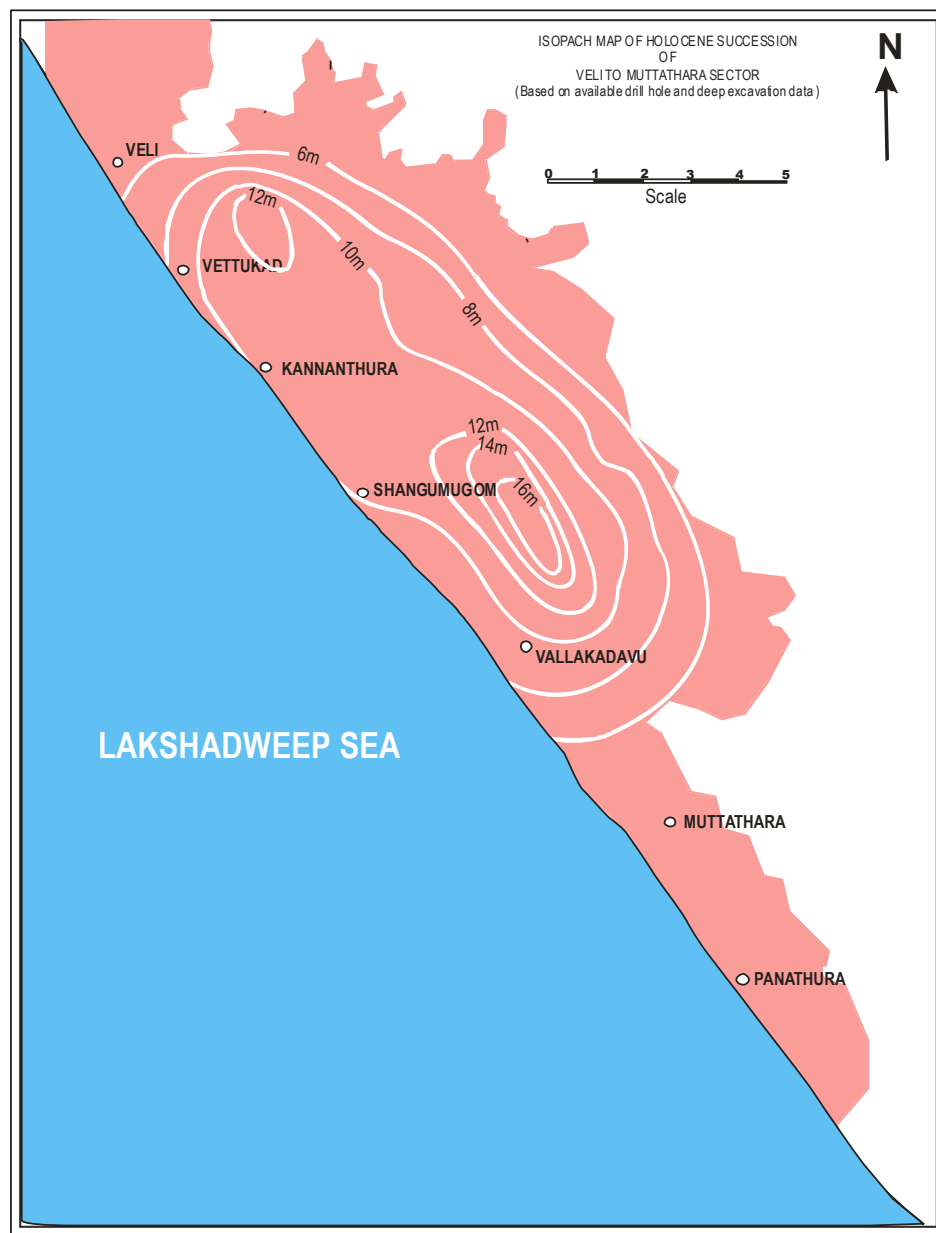 ISOPACH MAP OF HOLOCENE SUCCESSION
OF
VELI TO MUTTATHARA SECTOR
(Based on available drill hole and deep excavation data)
N
0 1 2 3 4 5
Scale
VELI
6m
12m
10m
VETTUKAD
8m
KANNANTHURA
12m
14m
16m
SHANGUMUGOM
VALLAKADAVU
LAKSHADWEEP SEA
MUTTATHARA
PANATHURA